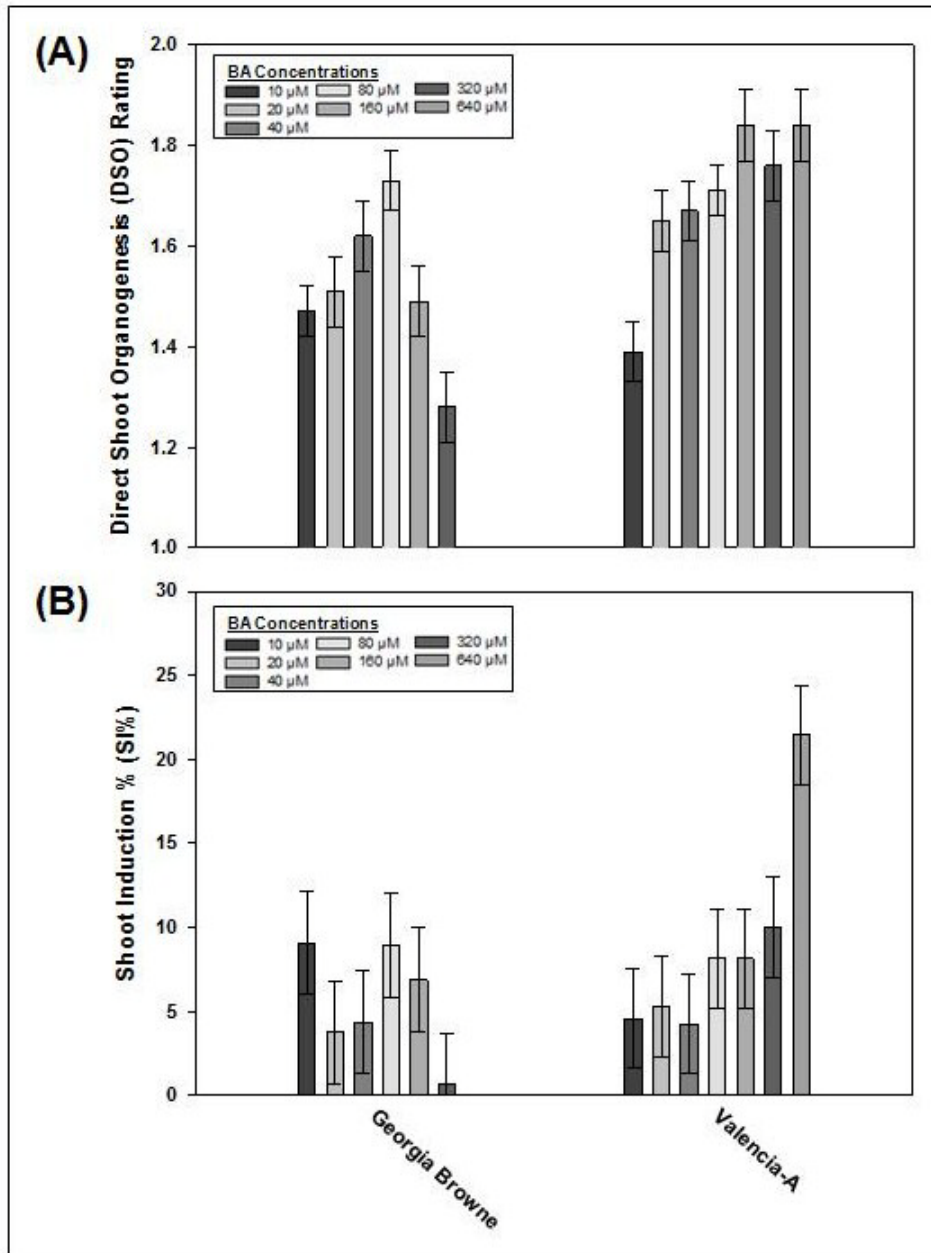 (A)
Direct Shoot Organogenesis (DSO) Rating
2.0
1.8
1.6
1.4
1.2
1.0
BA Concentrations
10 µM 80 µM 320 µM
20 µM 160 µM 640 µM
40 µM
(B)
Shoot Induction % (SI%)
30
25
20
15
10
5
0
BA Concentrations
10 µM 80 µM 320 µM
20 µM 160 µM 640 µM
40 µM
Georgia Browne
Valencia-A